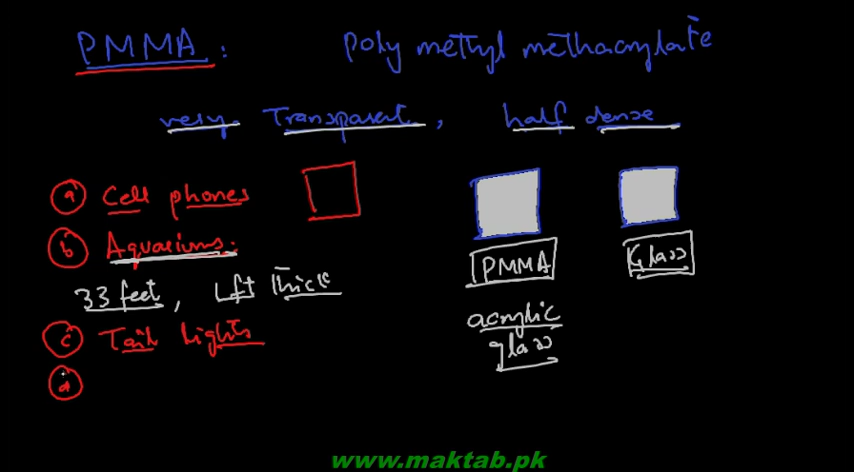 PMMA : Poly methyl methacrylate
very Transparent , half dense
a Cell phones
b Aquariums.
33 feet, 1ft thick
c Tail lights
d
PMMA
acrylic
glass
Glass
www.maktab.pk